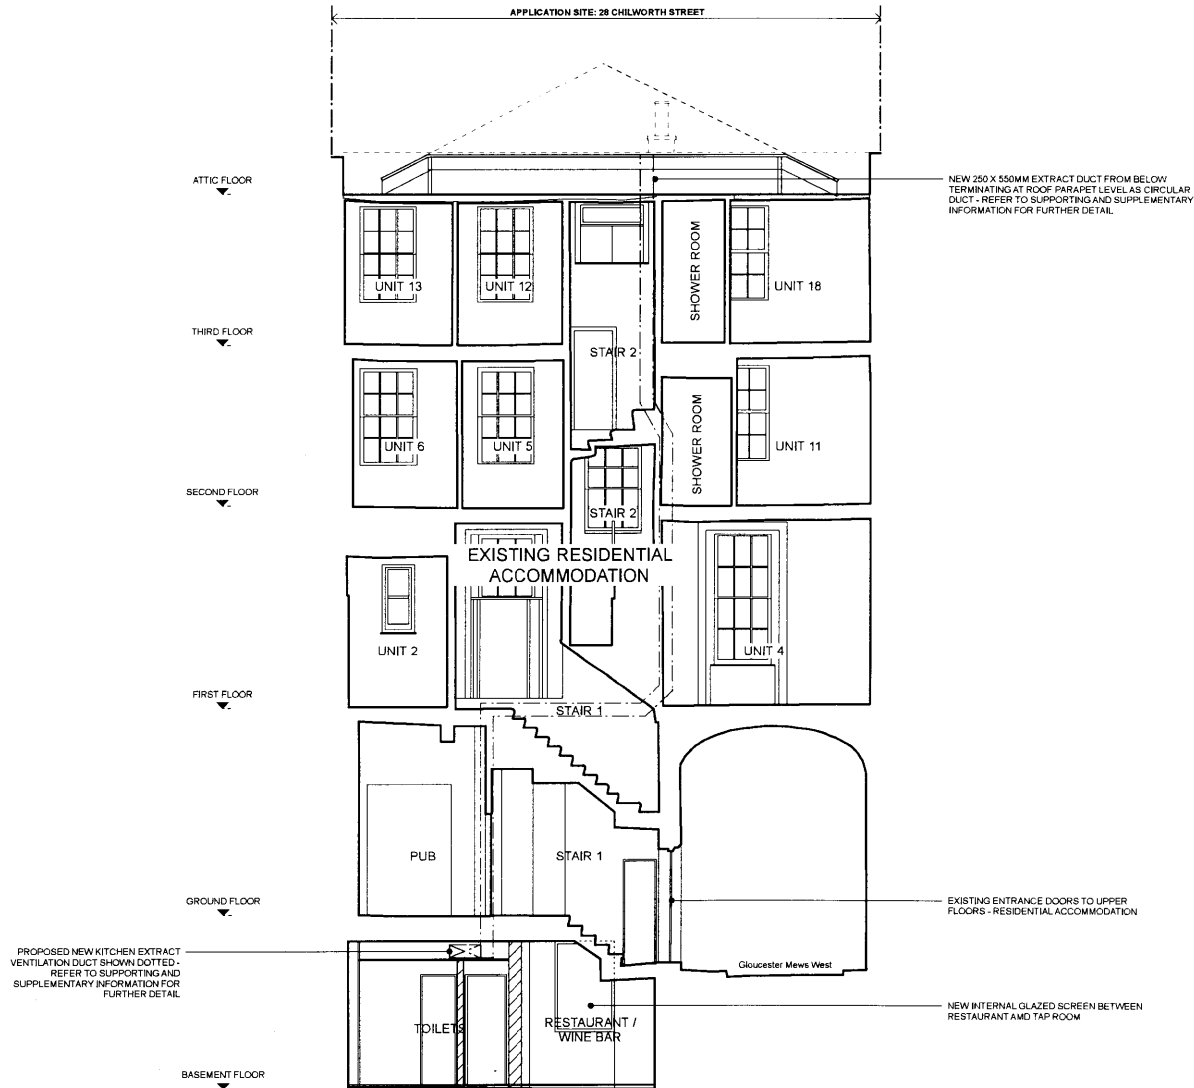 APPLICATION SITE: 28 CHILWORTH STREET
ATTIC FLOOR
NEW 250 X 550MM EXTRACT DUCT FROM BELOW
TERMINATING AT ROOF PARAPET LEVEL AS CIRCULAR
DUCT - REFER TO SUPPORTING AND SUPPLEMENTARY
INFORMATION FOR FURTHER DETAIL
UNIT 13
UNIT 12
SHOWER ROOM
UNIT 18
THIRD FLOOR
STAIR 2
UNIT 6
UNIT 5
SHOWER ROOM
UNIT 11
SECOND FLOOR
STAIR 2
EXISTING RESIDENTIAL
ACCOMMODATION
UNIT 2
UNIT 4
FIRST FLOOR
STAIR 1
PUB
STAIR 1
GROUND FLOOR
EXISTING ENTRANCE DOORS TO UPPER
FLOORS - RESIDENTIAL ACCOMMODATION
PROPOSED NEW KITCHEN EXTRACT
VENTILATION DUCT SHOWN DOTTED -
REFER TO SUPPORTING AND
SUPPLEMENTARY INFORMATION FOR
FURTHER DETAIL
Gloucester Mews West
NEW INTERNAL GLAZED SCREEN BETWEEN
RESTAURANT AMD TAP ROOM
TOILETS
RESTAURANT /
WINE BAR
BASEMENT FLOOR